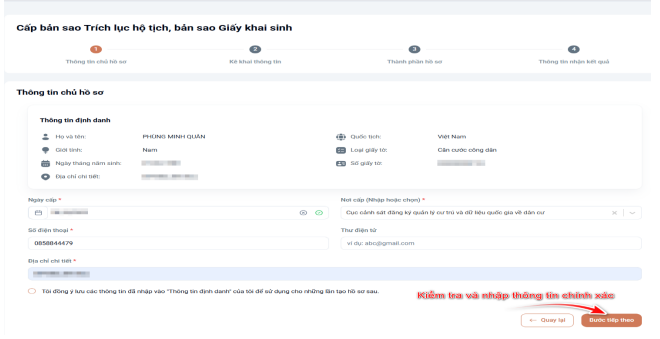 Cấp bản sao Trích lục hộ tịch, bản sao Giấy khai sinh
1 2 3 4
Thông tin chủ hồ sơ Kê khai thông tin Thành phần hồ sơ Thông tin nhận kết quả
Thông tin chủ hồ sơ
Thông tin định danh
Họ và tên: PHÙNG MINH QUÂN Quốc tịch: Việt Nam
Giới tính: Nam Loại giấy tờ: Căn cước công dân
Ngày tháng năm sinh: Số giấy tờ:
Địa chỉ chi tiết:
Ngày cấp * Nơi cấp (Nhập hoặc chọn) *
Cục cảnh sát đăng ký quản lý cư trú và dữ liệu quốc gia về dân cư
Số điện thoại * Thư điện tử
0858844479 ví dụ: abc@gmail.com
Địa chỉ chi tiết *
Tôi đồng ý lưu các thông tin đã nhập vào "Thông tin định danh" của tôi để sử dụng cho những lần tạo hồ sơ sau.
Kiểm tra và nhập thông tin chính xác
← Quay lại Bước tiếp theo